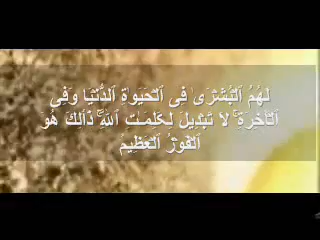 لَهُمُ ٱلْبُشْرَىٰ فِى ٱلْحَيَوٰةِ ٱلدُّنْيَا وَفِى
ٱلْـَٔاخِرَةِ ۚ لَا تَبْدِيلَ لِكَلِمَـٰتِ ٱللَّهِ ۚ ذَٰلِكَ هُوَ
ٱلْفَوْزُ ٱلْعَظِيمُ